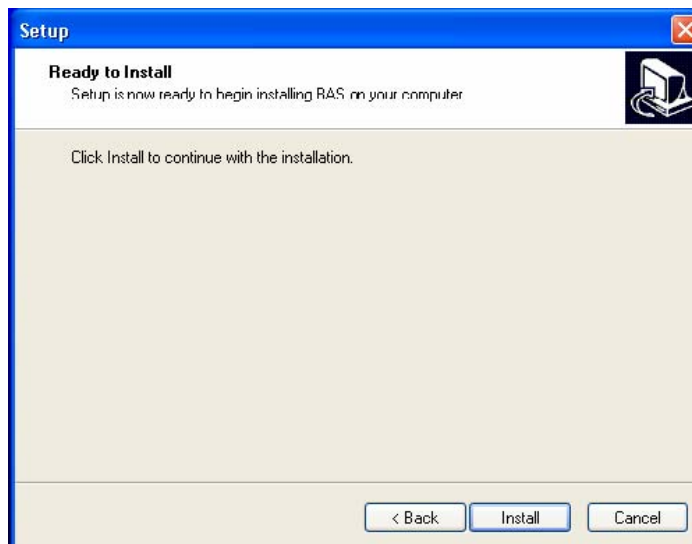 Setup
Ready to Install
Setup is now ready to begin installing BAS on your computer
Click Install to continue with the installation.
< Back
Install
Cancel